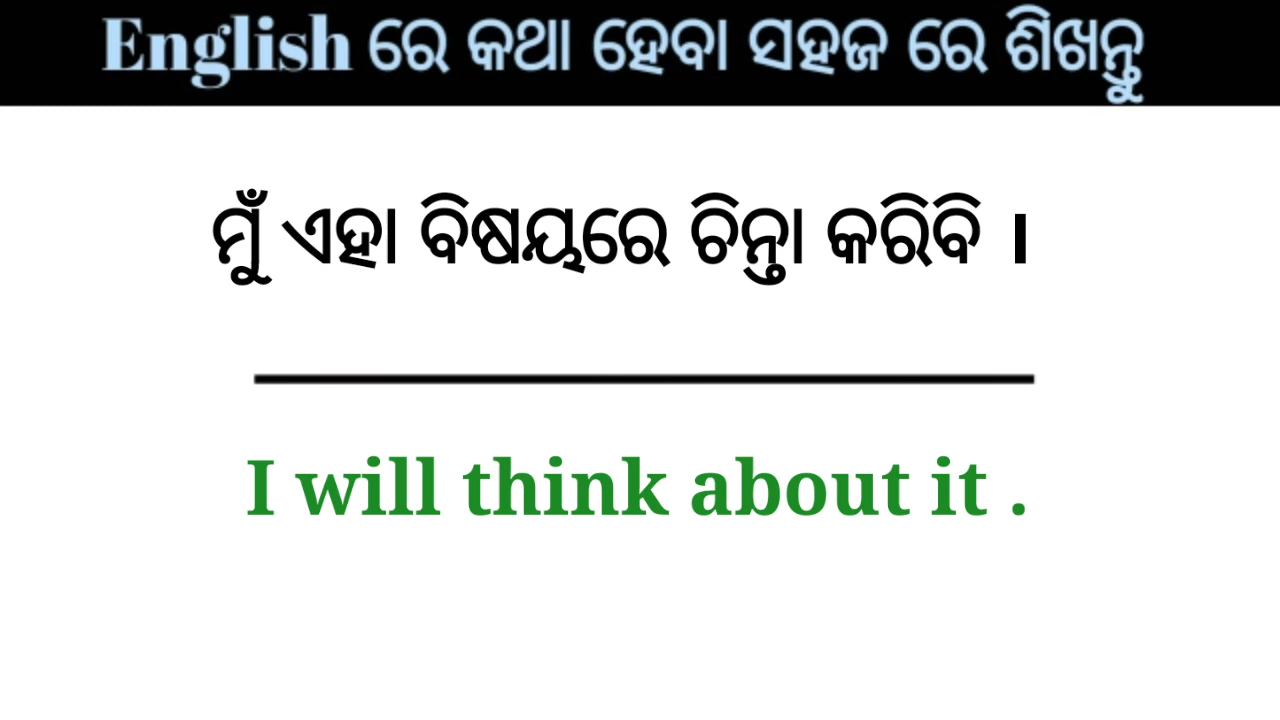 English ରେ କଥା ହେବା ସହଜ ରେ ଶିଖନ୍ତୁ
ମୁଁ ଏହା ବିଷୟରେ ଚିନ୍ତା କରିବି ।
I will think about it .